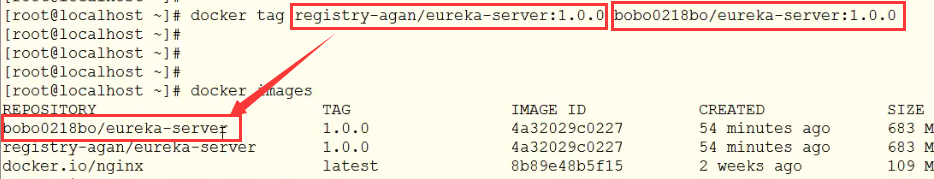 [root@localhost ~]# docker tag registry-agan/eureka-server:1.0.0 bobo0218bo/eureka-server:1.0.0
[root@localhost ~]#
[root@localhost ~]#
[root@localhost ~]#
[root@localhost ~]# docker images
REPOSITORY TAG IMAGE ID CREATED SIZE
bobo0218bo/eureka-server 1.0.0 4a32029c0227 54 minutes ago 683 M
registry-agan/eureka-server 1.0.0 4a32029c0227 54 minutes ago 683 M
docker.io/nginx latest 8b89e48b5f15 2 weeks ago 109 M